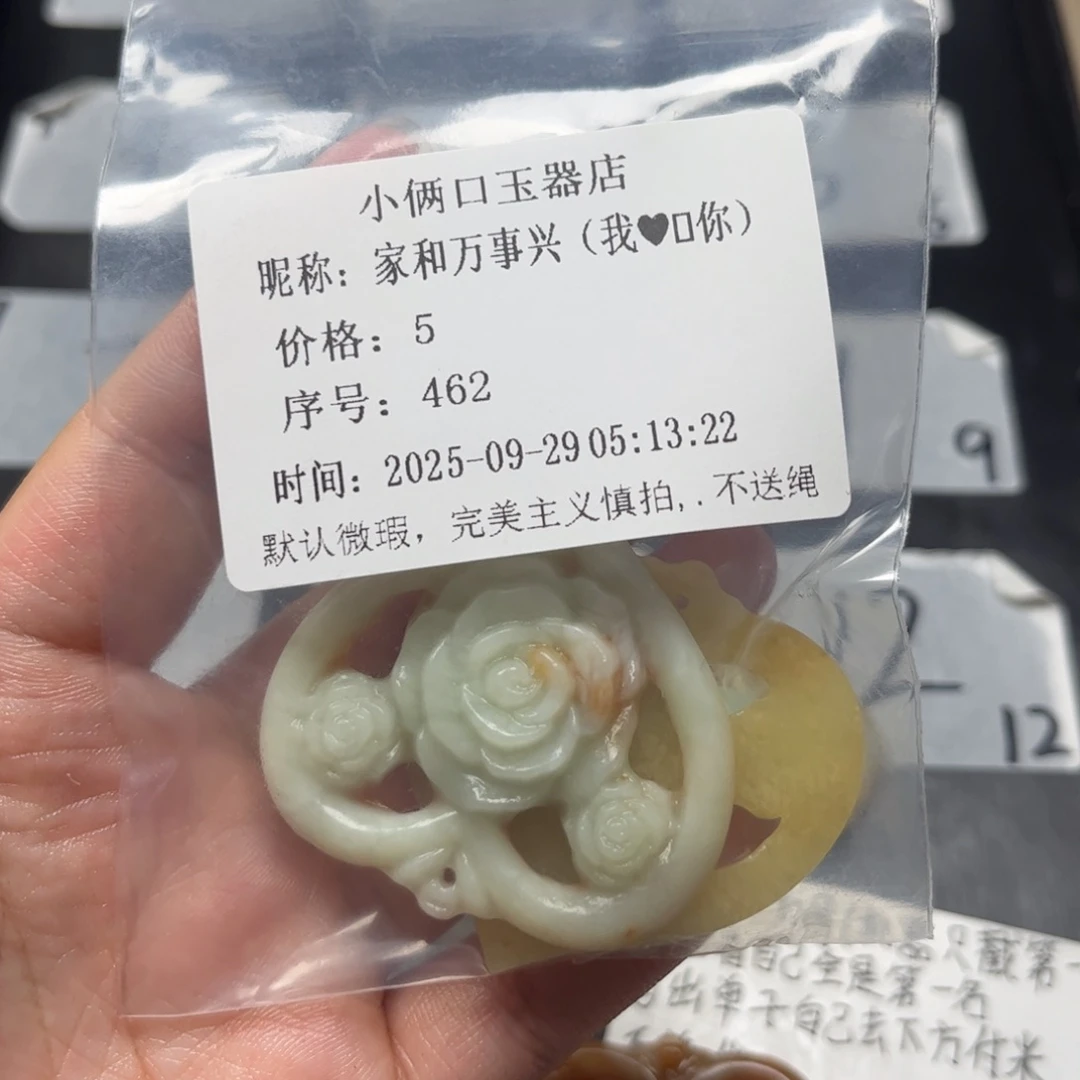 小俩口玉器店
昵称：家和万事兴（我♥▯你）
价格：5
序号：462
时间：2025-09-29 05:13:22
默认微瑕，完美主义慎拍,.不送绳
9
12
自己全是第一名
出单子自己去下方付米